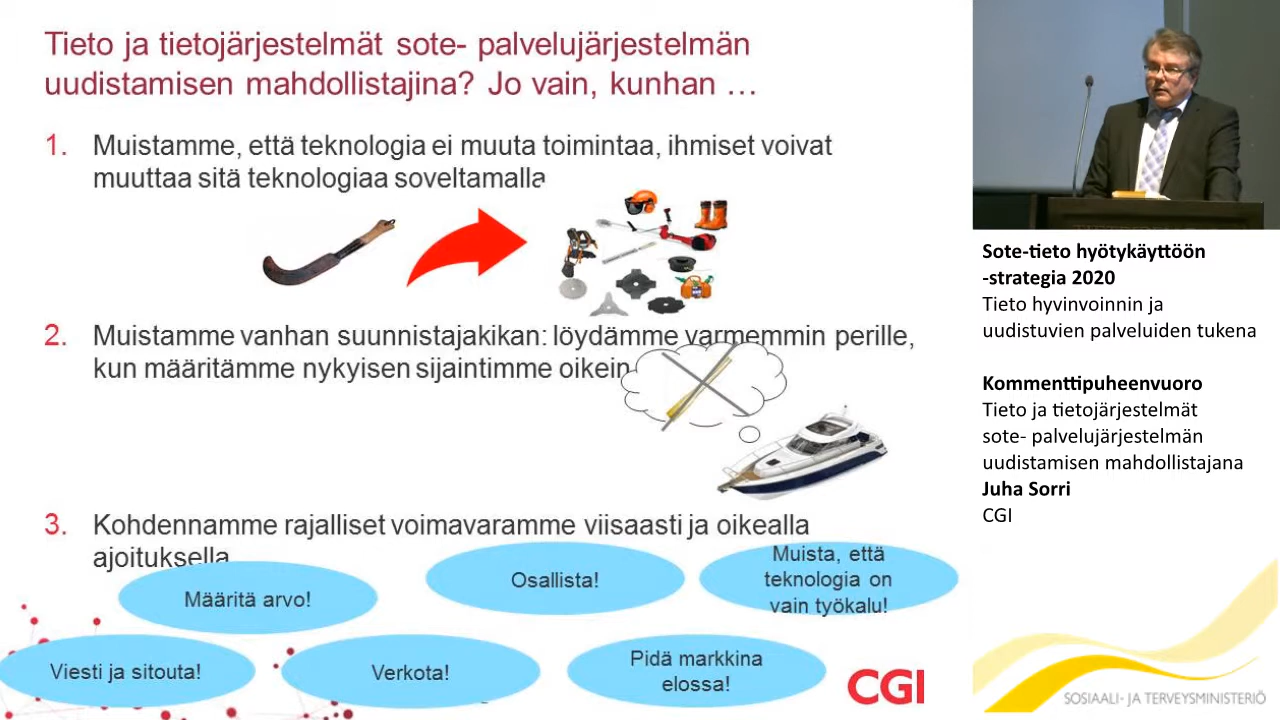 Tieto ja tietojärjestelmät sote- palvelujärjestelmän
uudistamisen mahdollistajina? Jo vain, kunhan …
1. Muistamme, että teknologia ei muuta toimintaa, ihmiset voivat
muuttaa sitä teknologiaa soveltamalla
2. Muistamme vanhan suunnistajakikan: löydämme varmemmin perille,
kun määritämme nykyisen sijaintimme oikein
3. Kohdennamme rajalliset voimavaramme viisaasti ja oikealla
ajoituksella
Määritä arvo!
Osallista!
Muista, että
teknologia on
vain työkalu!
Viesti ja sitouta!
Verkota!
Pidä markkina
elossa!
CGI
Sote-tieto hyötykäyttöön
-strategia 2020
Tieto hyvinvoinnin ja
uudistuvien palveluiden tukena
Kommenttipuheenvuoro
Tieto ja tietojärjestelmät
sote- palvelujärjestelmän
uudistamisen mahdollistajana
Juha Sorri
CGI
SOSIAALI- JA TERVEYSMINISTERIÖ